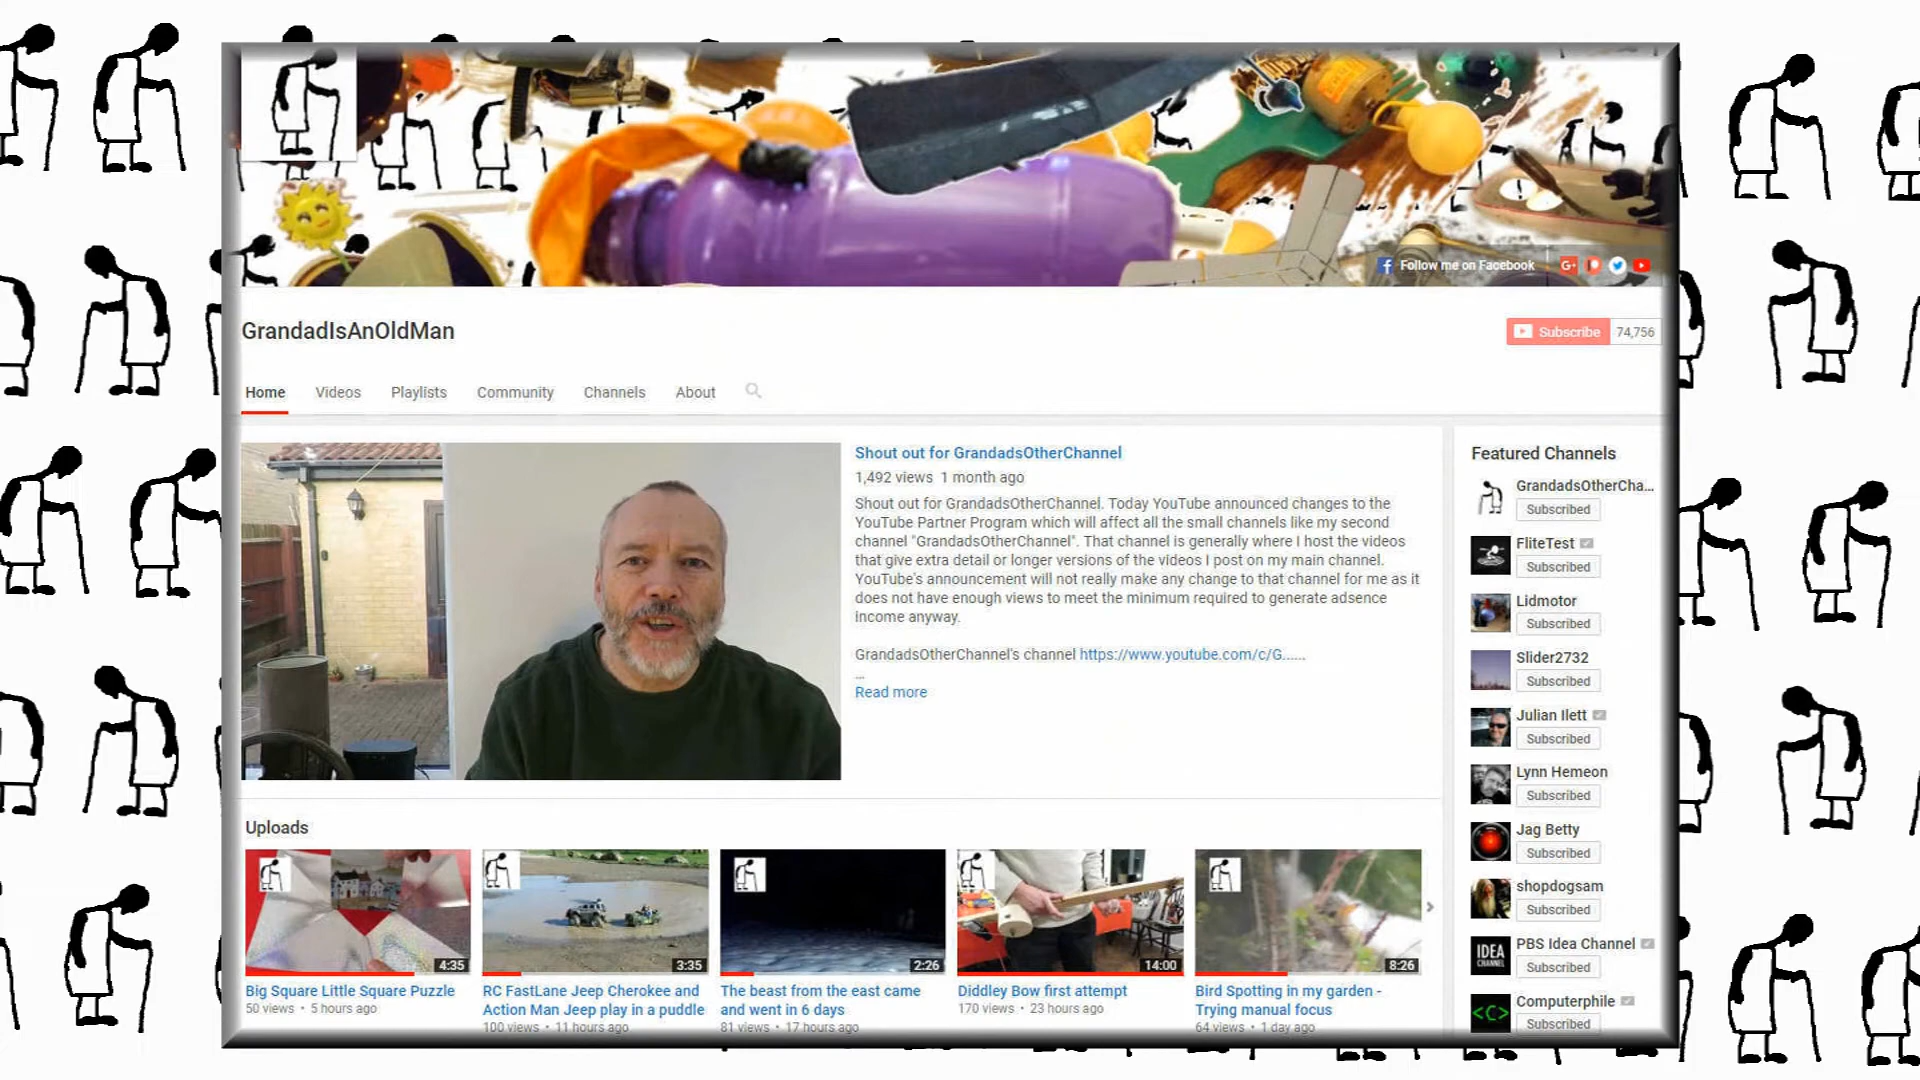 Follow me on Facebook
GrandadIsAnOldMan
Subscribe 74,756
Home Videos Playlists Community Channels About
Shout out for GrandadsOtherChannel
1,492 views 1 month ago
Shout out for GrandadsOtherChannel. Today YouTube announced changes to the
YouTube Partner Program which will affect all the small channels like my second
channel "GrandadsOtherChannel". That channel is generally where I host the videos
that give extra detail or longer versions of the videos I post on my main channel.
YouTube's announcement will not really make any change to that channel for me as it
does not have enough views to meet the minimum required to generate adsence
income anyway.
GrandadsOtherChannel's channel https://www.youtube.com/c/G......
...
Read more
Featured Channels
GrandadsOtherCha...
Subscribed
FliteTest
Subscribed
Lidmotor
Subscribed
Slider2732
Subscribed
Julian Ilett
Subscribed
Lynn Hemeon
Subscribed
Jag Betty
Subscribed
shopdogsam
Subscribed
IDEA
CHANNEL
PBS Idea Channel
Subscribed
<C>
Computerphile
Subscribed
Uploads
4:35
Big Square Little Square Puzzle
50 views • 5 hours ago
3:35
RC FastLane Jeep Cherokee and
Action Man Jeep play in a puddle
100 views • 11 hours ago
2:26
The beast from the east came
and went in 6 days
81 views • 17 hours ago
14:00
Diddley Bow first attempt
170 views • 23 hours ago
8:26
Bird Spotting in my garden -
Trying manual focus
64 views • 1 day ago